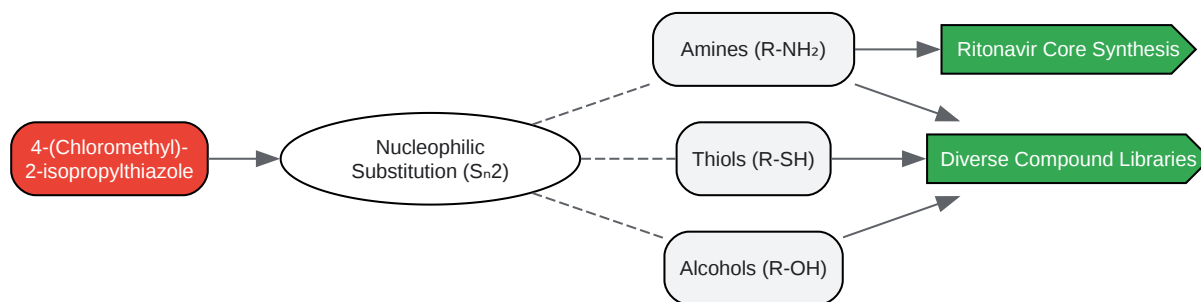 4-(Chloromethyl)-
2-isopropylthiazole
Nucleophilic
Substitution (Sₙ2)
Amines (R-NH₂)
Thiols (R-SH)
Alcohols (R-OH)
Ritonavir Core Synthesis
Diverse Compound Libraries